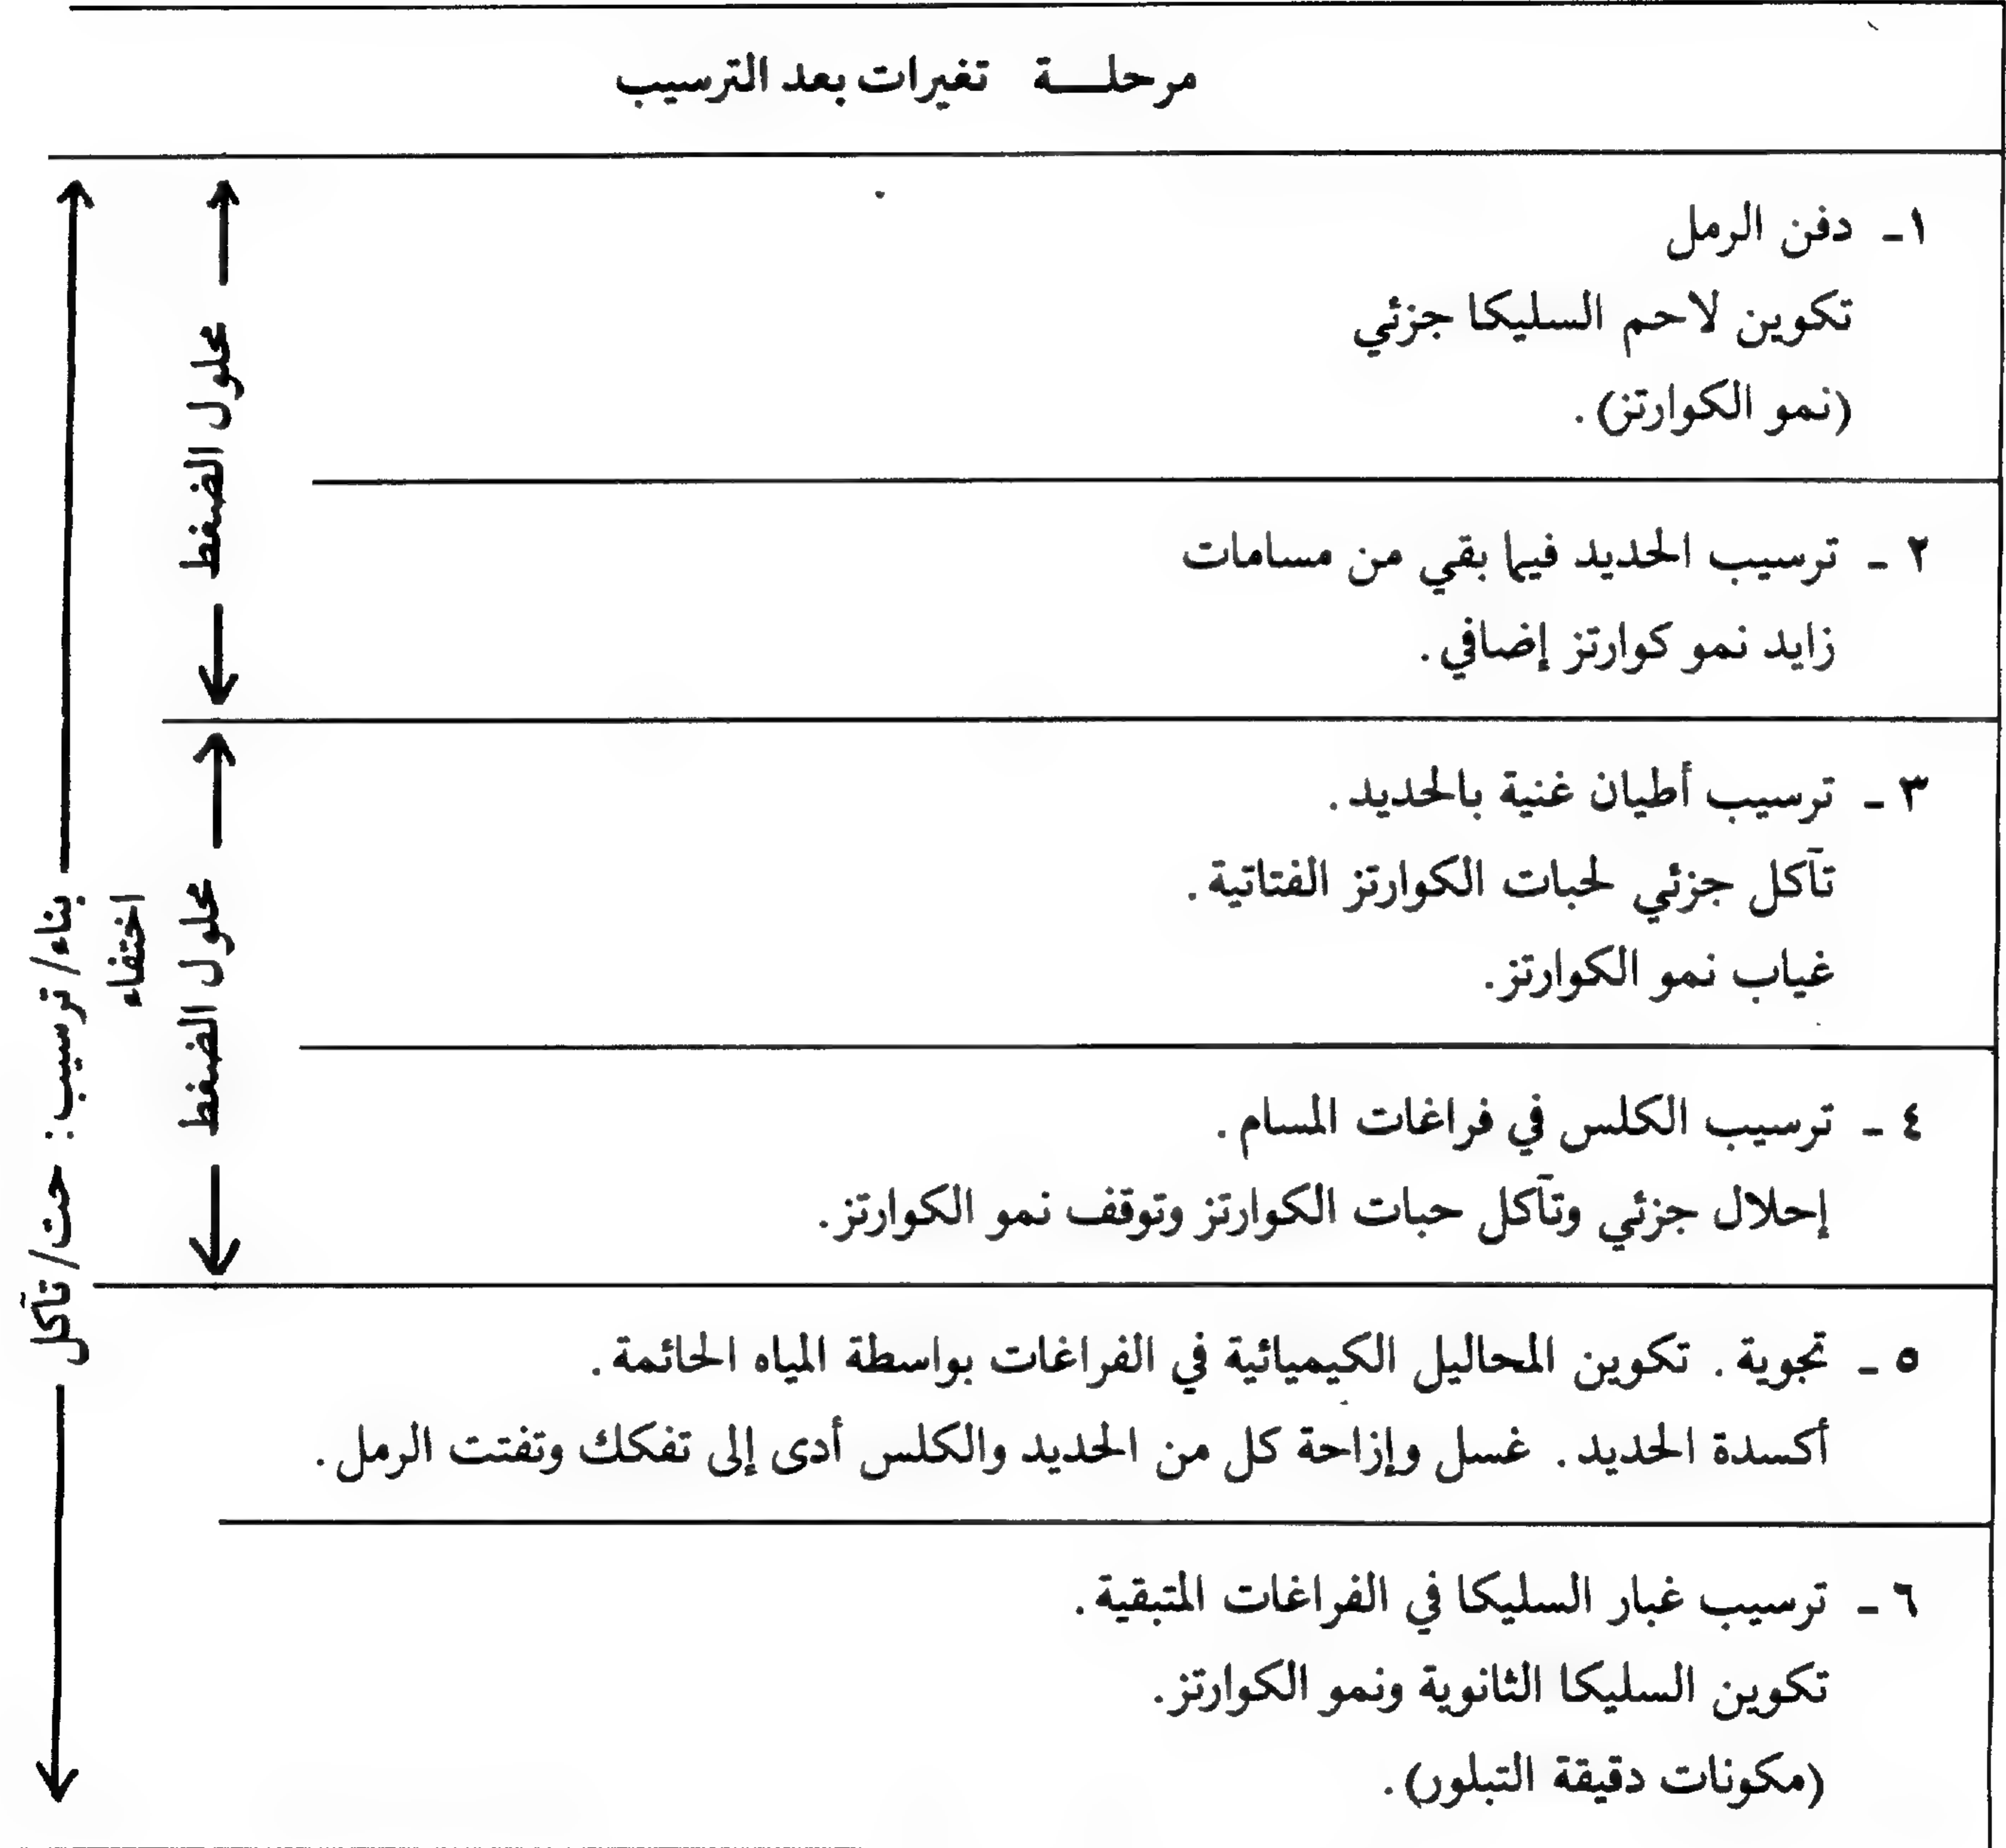 مرحلـــة تغيرات بعد الترسيب
١ـ دفن الرمل
تكوين لاحم السليكا جزئي
(نمو الكوارتز).
٢ ـ ترسيب الحديد فيما بقي من مسامات
زايد نمو كوارتز إضافي.
محلول الضغط
٣ ـ ترسيب أطيان غنية بالحديد.
تآكل جزئي لحبات الكوارتز الفتاتية.
غياب نمو الكوارتز.
٤ ـ ترسيب الكلس في فراغات المسام.
إحلال جزئي وتآكل حبات الكوارتز وتوقف نمو الكوارتز.
محلول الضغط
اختفاء
٥ ـ تجوية. تكوين المحاليل الكيميائية في الفراغات بواسطة المياه الحائمة.
أكسدة الحديد. غسل وإزاحة كل من الحديد والكلس أدى إلى تفكك وتفتت الرمل.
٦ ـ ترسيب غبار السليكا في الفراغات المتبقية.
تكوين السليكا الثانوية ونمو الكوارتز.
(مكونات دقيقة التبلور).
بناء/ ترسيب: حت/ تآكل